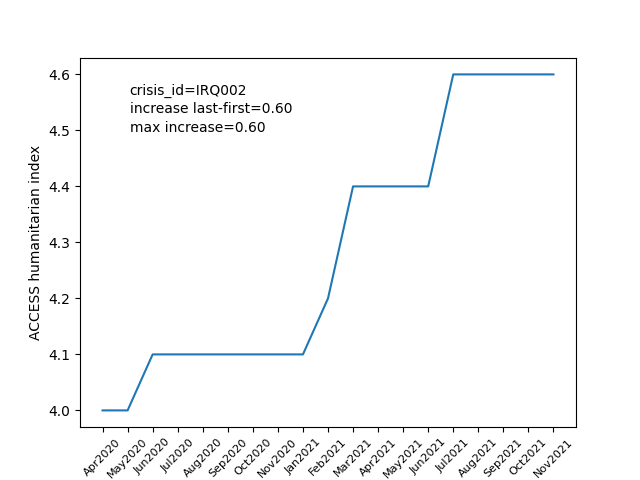 crisis_id=IRQ002
increase last-first=0.60
max increase=0.60
ACCESS humanitarian index
4.6
4.5
4.4
4.3
4.2
4.1
4.0
Apr2020
May2020
Jun2020
Jul2020
Aug2020
Sep2020
Oct2020
Nov2020
Jan2021
Feb2021
Mar2021
Apr2021
May2021
Jun2021
Jul2021
Aug2021
Sep2021
Oct2021
Nov2021